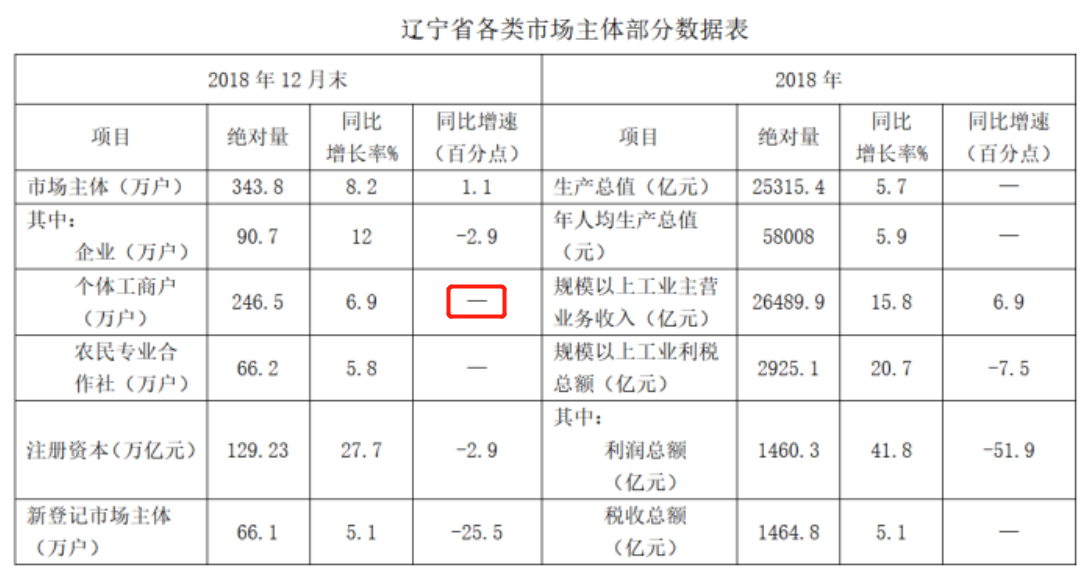 辽宁省各类市场主体部分数据表
2018 年 12 月末 2018 年
项目 绝对量 同比增长率% 同比增速（百分点） 项目 绝对量 同比增长率% 同比增速（百分点）
市场主体（万户） 343.8 8.2 1.1 生产总值（亿元） 25315.4 5.7 —
其中：企业（万户） 90.7 12 -2.9 年人均生产总值（元） 58008 5.9 —
个体工商户（万户） 246.5 6.9 — 规模以上工业主营业务收入（亿元） 26489.9 15.8 6.9
农民专业合作社（万户） 66.2 5.8 — 规模以上工业利税总额（亿元） 2925.1 20.7 -7.5
注册资本（万亿元） 129.23 27.7 -2.9 其中：利润总额（亿元） 1460.3 41.8 -51.9
新登记市场主体（万户） 66.1 5.1 -25.5 税收总额（亿元） 1464.8 5.1 —